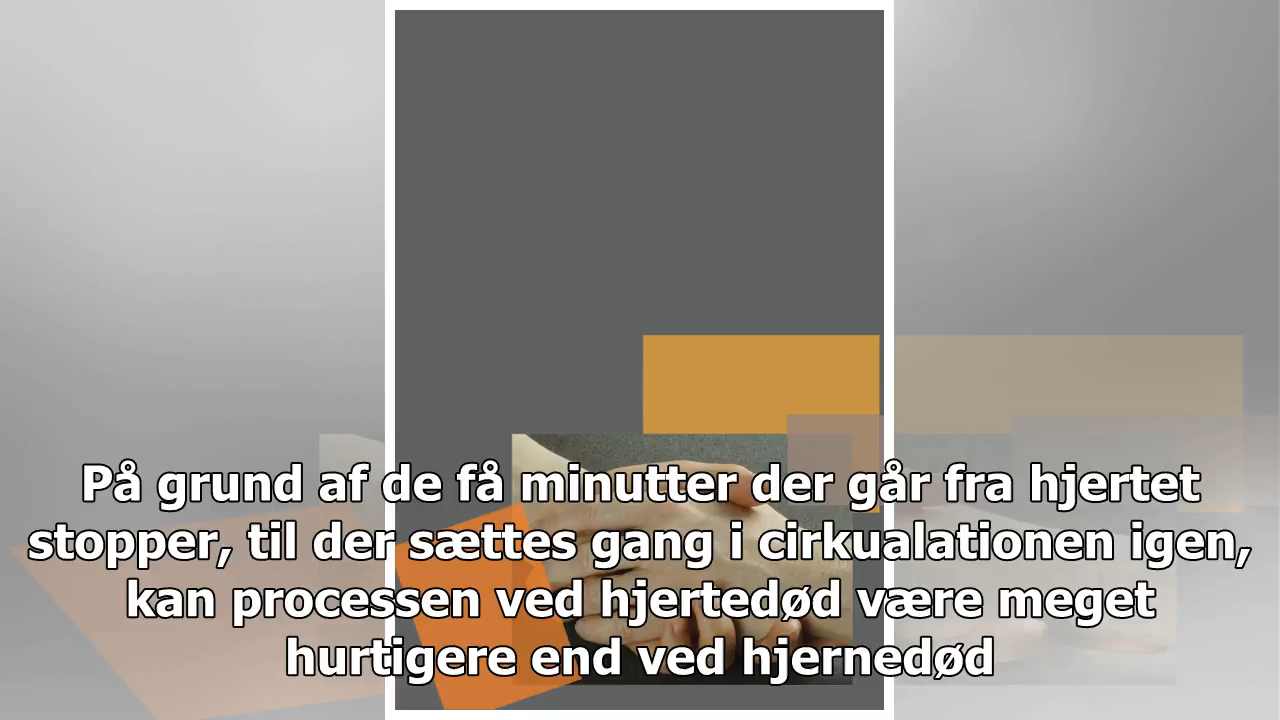 På grund af de få minutter der går fra hjertet
stopper, til der sættes gang i cirkualationen igen,
kan processen ved hjertedød være meget
hurtigere end ved hjernedød